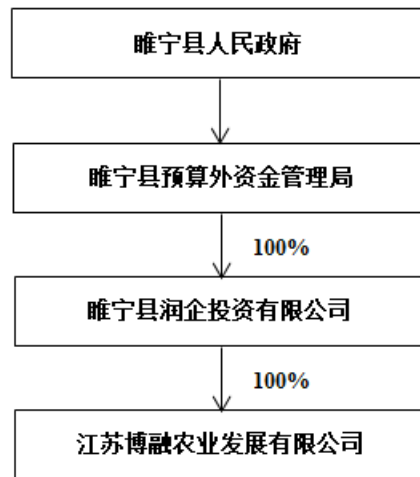 睢宁县人民政府
睢宁县预算外资金管理局
100%
睢宁县润企投资有限公司
100%
江苏博融农业发展有限公司